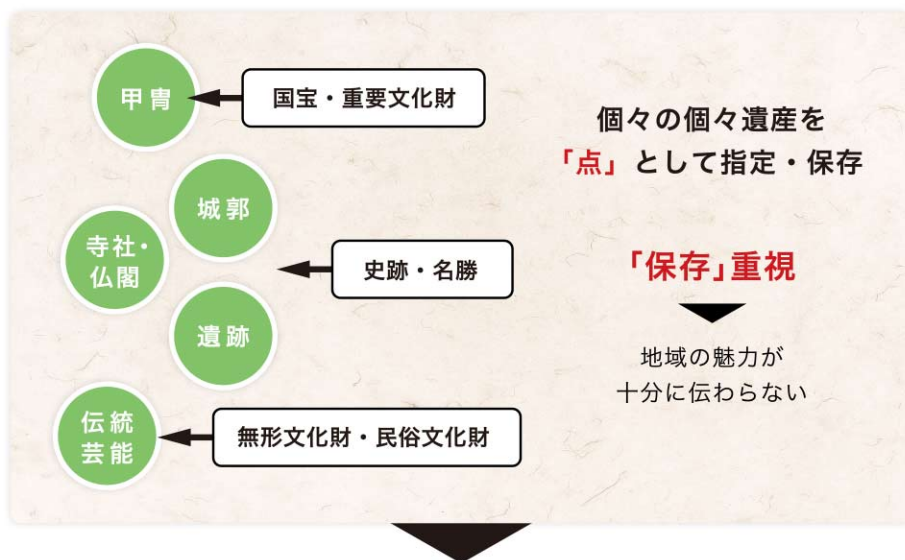 甲冑
国宝・重要文化財
個々の個々遺産を
「点」として指定・保存
城郭
寺社・
仏閣
史跡・名勝
「保存」重視
遺跡
地域の魅力が
十分に伝わらない
伝統
芸能
無形文化財・民俗文化財